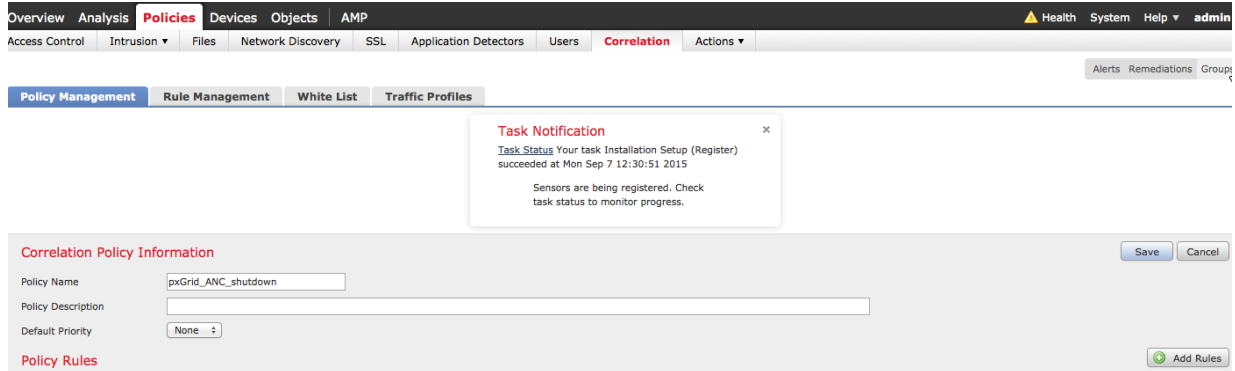 Overview Analysis Policies Devices Objects AMP Health System Help ▾ admin
Access Control Intrusion ▾ Files Network Discovery SSL Application Detectors Users Correlation Actions ▾
Alerts Remediations Groups
Policy Management Rule Management White List Traffic Profiles
Task Notification
Task Status Your task Installation Setup (Register)
succeeded at Mon Sep 7 12:30:51 2015
Sensors are being registered. Check
task status to monitor progress.
Correlation Policy Information Save Cancel
Policy Name pxGrid_ANC_shutdown
Policy Description
Default Priority None
Policy Rules Add Rules